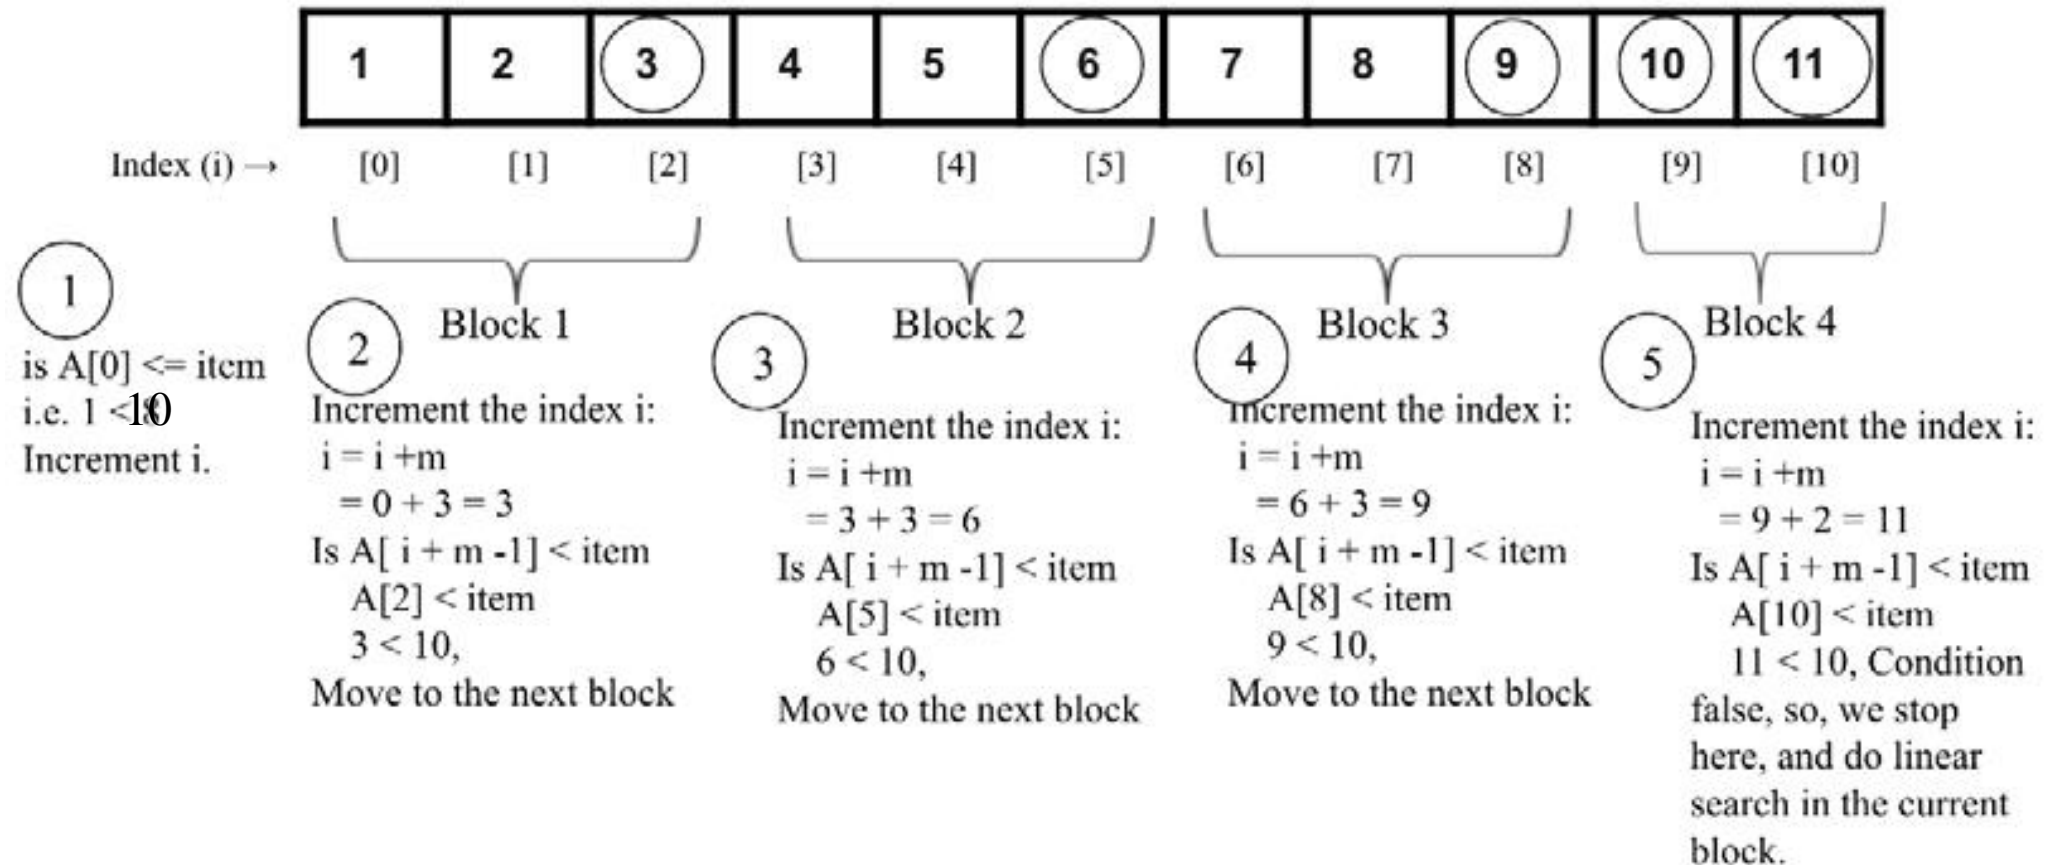 1 2 3 4 5 6 7 8 9 10 11
Index (i) → [0] [1] [2] [3] [4] [5] [6] [7] [8] [9] [10]
Block 1
Block 2
Block 3
Block 4
1
is A[0] <= item
i.e. 1 < 10
Increment i.
2
Increment the index i:
i = i +m
= 0 + 3 = 3
Is A[ i + m -1] < item
A[2] < item
3 < 10,
Move to the next block
3
Increment the index i:
i = i +m
= 3 + 3 = 6
Is A[ i + m -1] < item
A[5] < item
6 < 10,
Move to the next block
4
Increment the index i:
i = i +m
= 6 + 3 = 9
Is A[ i + m -1] < item
A[8] < item
9 < 10,
Move to the next block
5
Increment the index i:
i = i +m
= 9 + 2 = 11
Is A[ i + m -1] < item
A[10] < item
11 < 10, Condition
false, so, we stop
here, and do linear
search in the current
block.